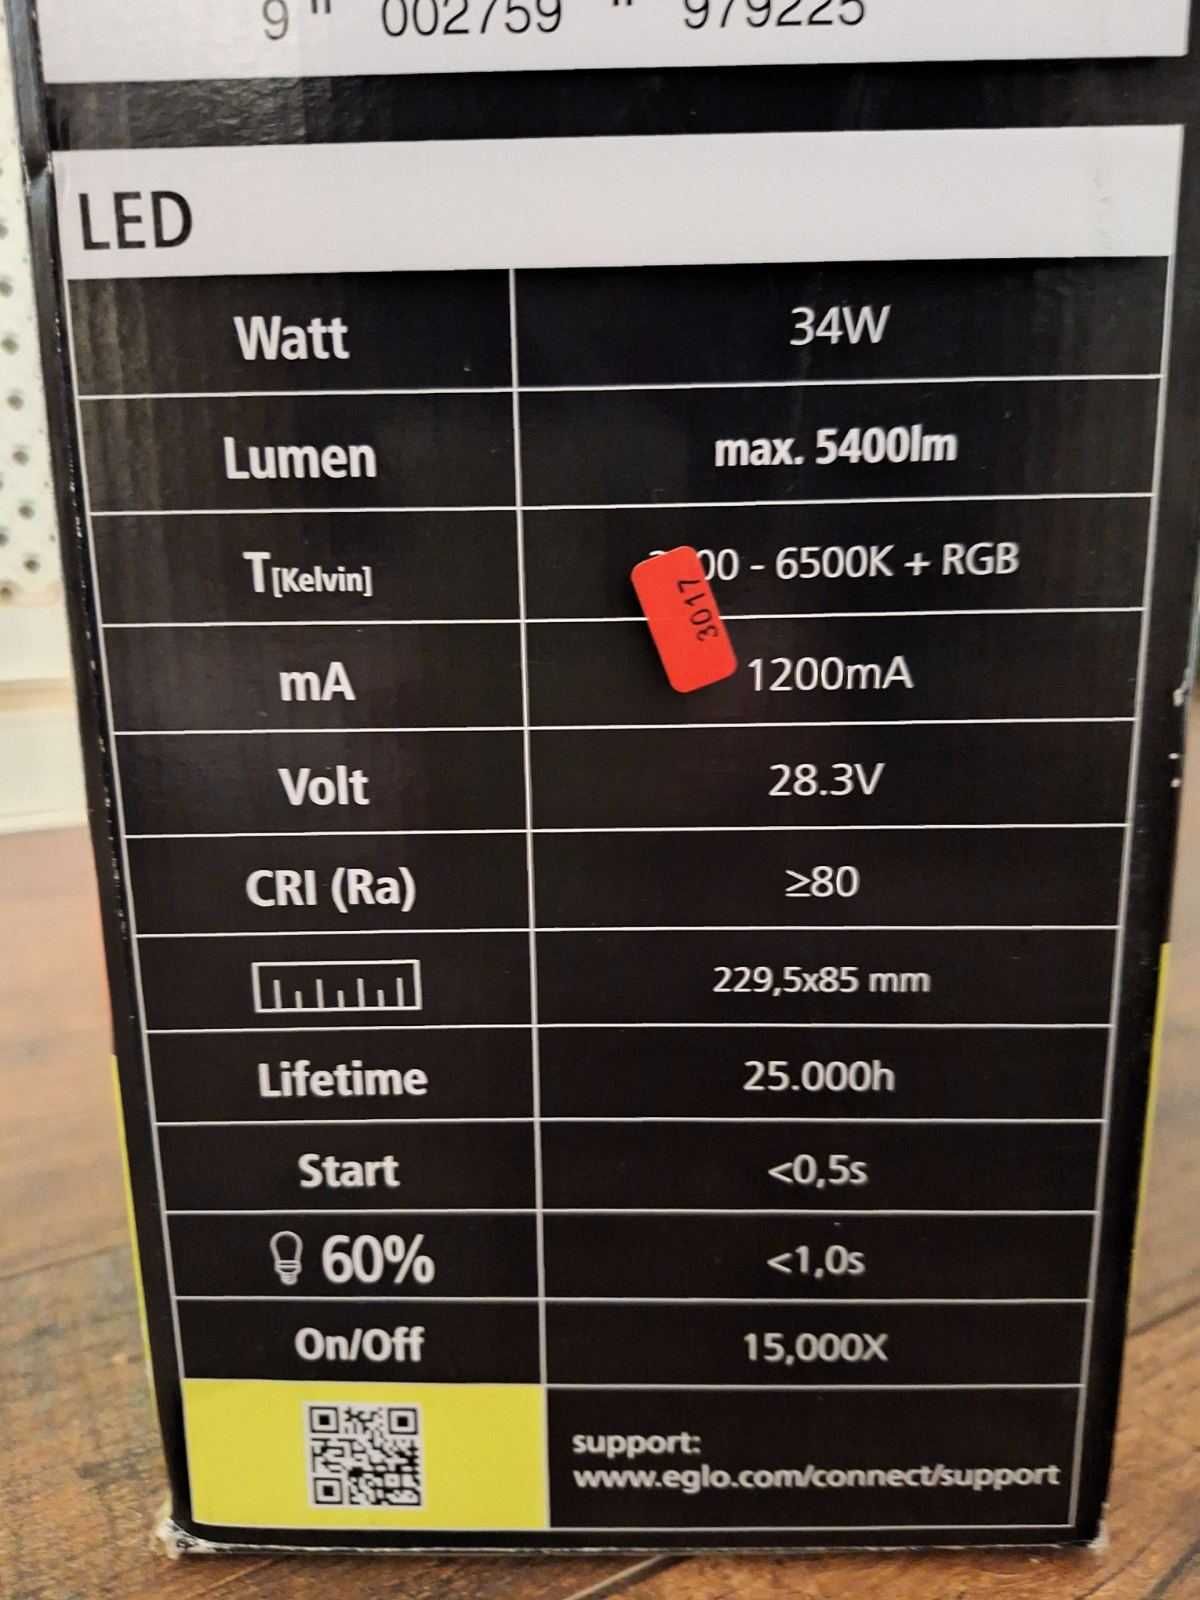 9 " 002759 " 979225
LED
Watt 34W
Lumen max. 5400lm
T[Kelvin] - 6500K + RGB
3017
mA 1200mA
Volt 28.3V
CRI (Ra) ≥80
229,5x85 mm
Lifetime 25.000h
Start <0,5s
60% <1,0s
On/Off 15,000X
support:
www.eglo.com/connect/support